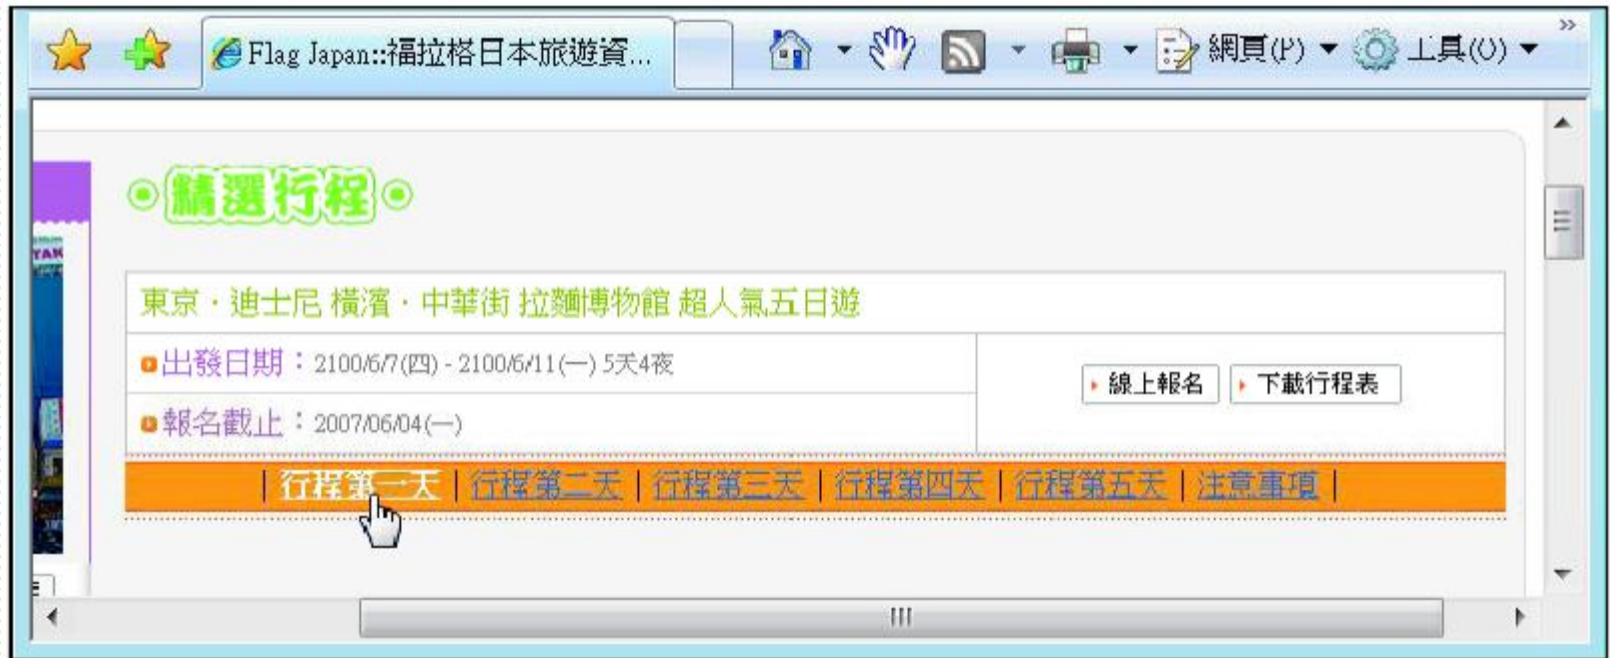 Flag Japan::福拉格日本旅遊資... 網頁(P) 工具(O) »
TAK
精選行程
東京‧迪士尼 橫濱‧中華街 拉麵博物館 超人氣五日遊
出發日期：2100/6/7(四) - 2100/6/11(一) 5天4夜
線上報名 下載行程表
報名截止：2007/06/04(一)
| 行程第一天 | 行程第二天 | 行程第三天 | 行程第四天 | 行程第五天 | 注意事項 |